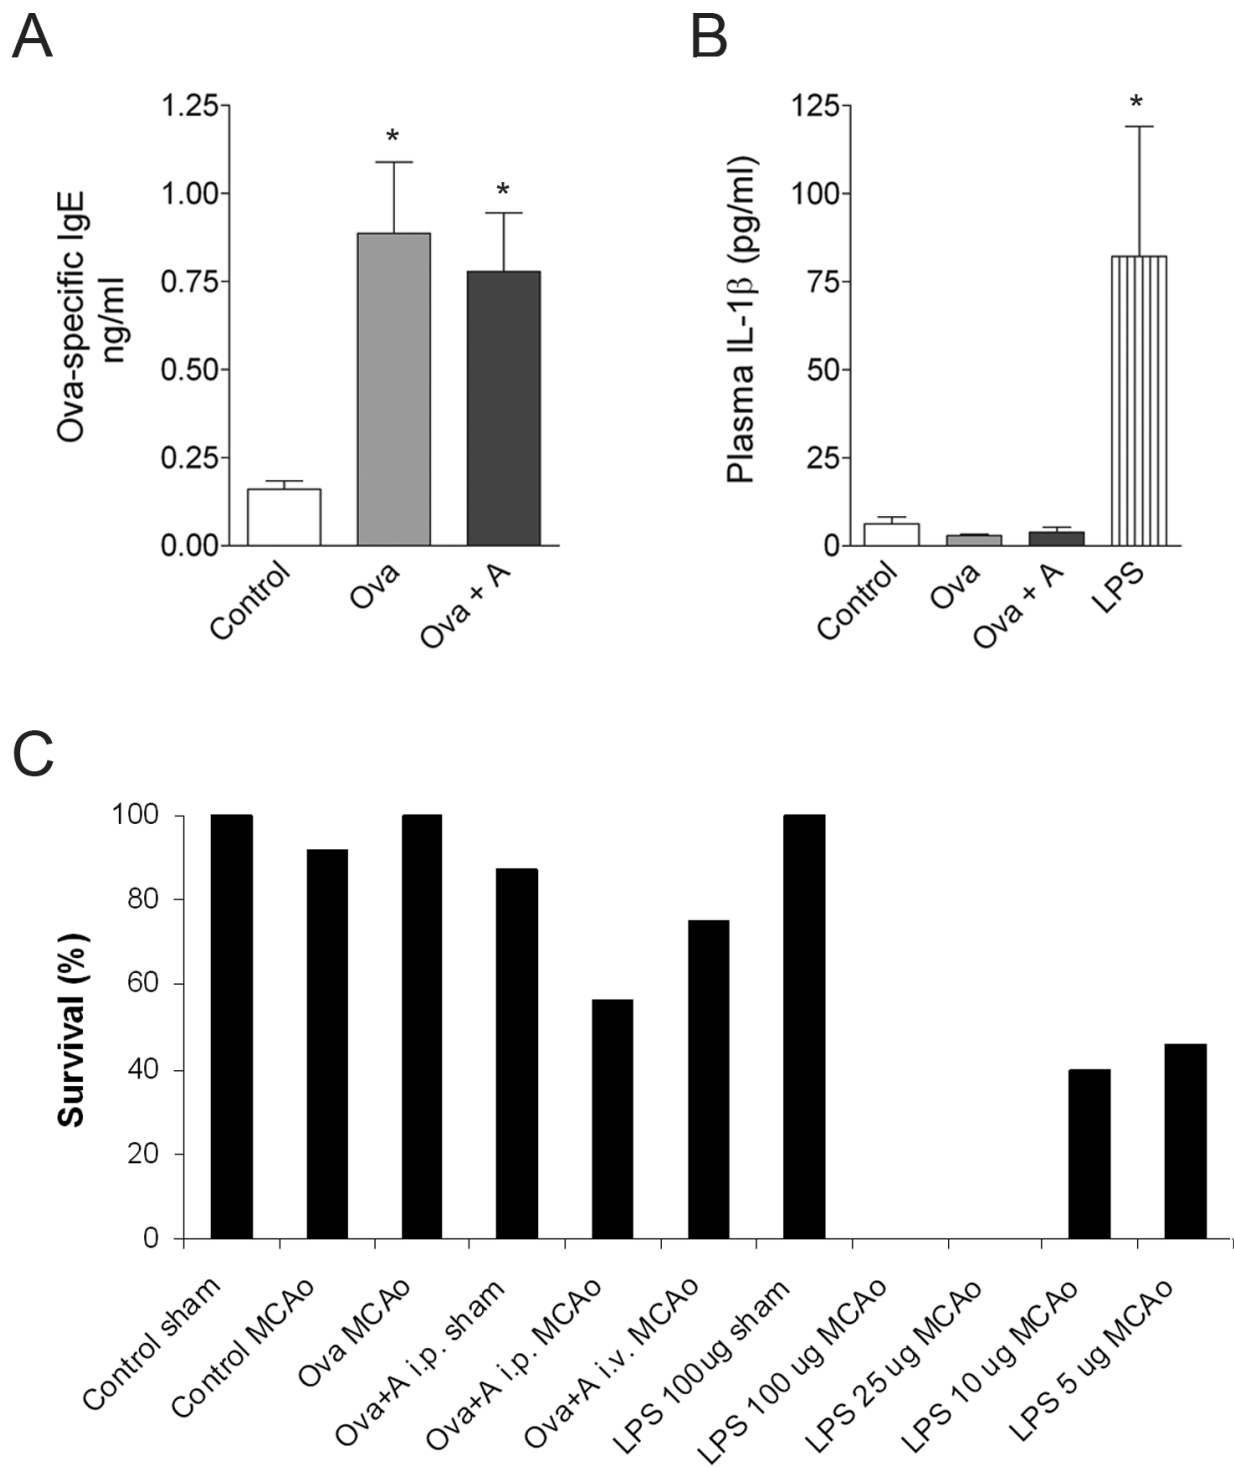 A
Ova-specific IgE
ng/ml
1.25
1.00
0.75
0.50
0.25
0.00
*
*
Control
Ova
Ova + A
B
Plasma IL-1β (pg/ml)
125
100
75
50
25
0
*
Control
Ova
Ova + A
LPS
C
Survival (%)
100
80
60
40
20
0
Control sham
Control MCAo
Ova MCAo
Ova+A i.p. sham
Ova+A i.p. MCAo
Ova+A i.v. MCAo
LPS 100ug sham
LPS 100 ug MCAo
LPS 25 ug MCAo
LPS 10 ug MCAo
LPS 5 ug MCAo